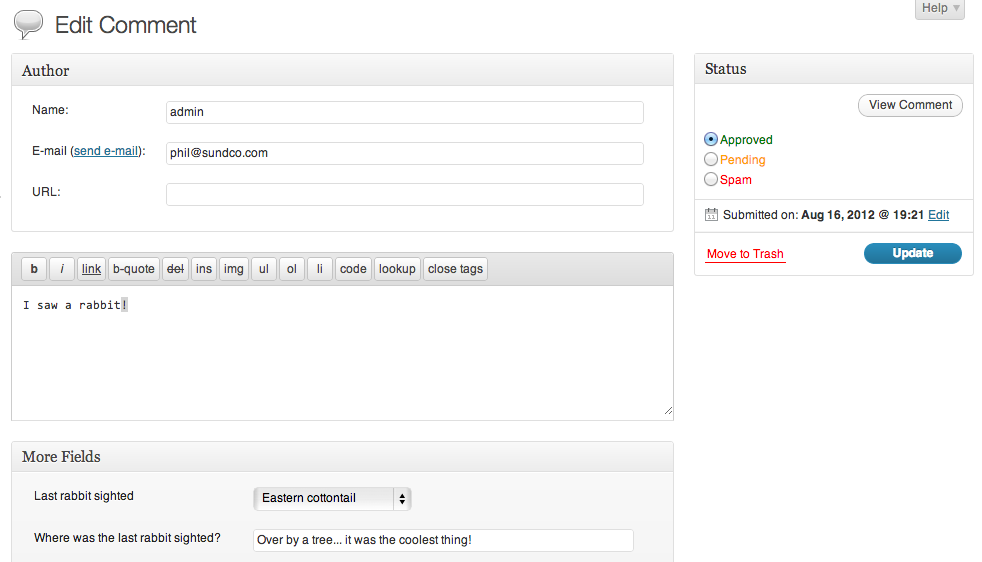 Help
Edit Comment
Author
Name:
admin
E-mail (send e-mail):
phil@sundco.com
URL:
b i link b-quote del ins img ul ol li code lookup close tags
I saw a rabbit!
More Fields
Last rabbit sighted
Eastern cottontail
Where was the last rabbit sighted?
Over by a tree... it was the coolest thing!
Status
View Comment
Approved
Pending
Spam
Submitted on: Aug 16, 2012 @ 19:21 Edit
Move to Trash
Update